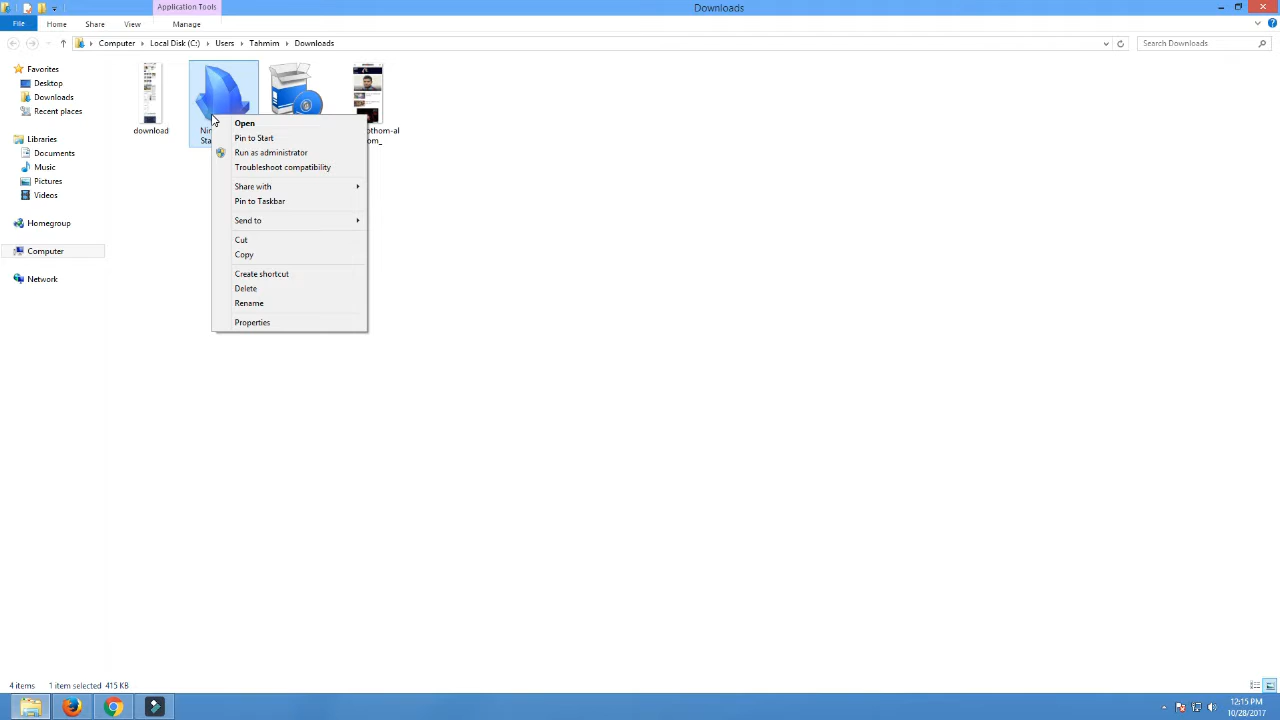 Application Tools
Downloads
File
Home
Share
View
Manage
Computer
Local Disk (C:)
Users
Tahmim
Downloads
Search Downloads
Favorites
Desktop
Downloads
Recent places
Libraries
Documents
Music
Pictures
Videos
Homegroup
Computer
Network
download
Open
Pin to Start
Run as administrator
Troubleshoot compatibility
Share with
Pin to Taskbar
Send to
Cut
Copy
Create shortcut
Delete
Rename
Properties
4 items 1 item selected 415 KB
12:15 PM
10/28/2017